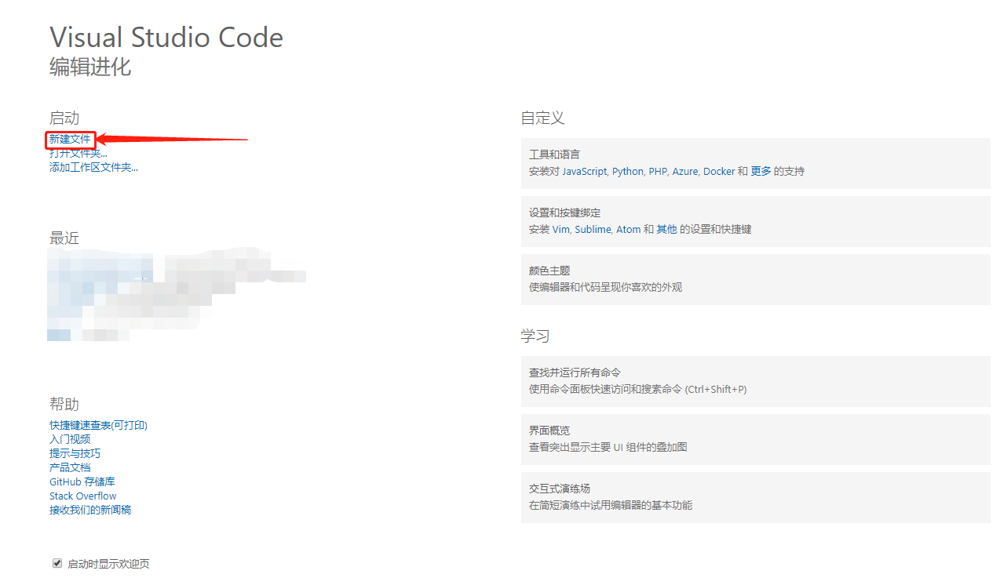 Visual Studio Code
编辑进化
启动
新建文件
打开文件夹...
添加工作区文件夹...
最近
帮助
快捷键速查表(可打印)
入门视频
提示与技巧
产品文档
GitHub 存储库
Stack Overflow
接收我们的新闻稿
启动时显示欢迎页
自定义
工具和语言
安装对 JavaScript, Python, PHP, Azure, Docker 和 更多 的支持
设置和按键绑定
安装 Vim, Sublime, Atom 和 其他 的设置和快捷键
颜色主题
使编辑器和代码呈现你喜欢的外观
学习
查找并运行所有命令
使用命令面板快速访问和搜索命令 (Ctrl+Shift+P)
界面概览
查看突出显示主要 UI 组件的叠加图
交互式演练场
在简短演练中试用编辑器的基本功能